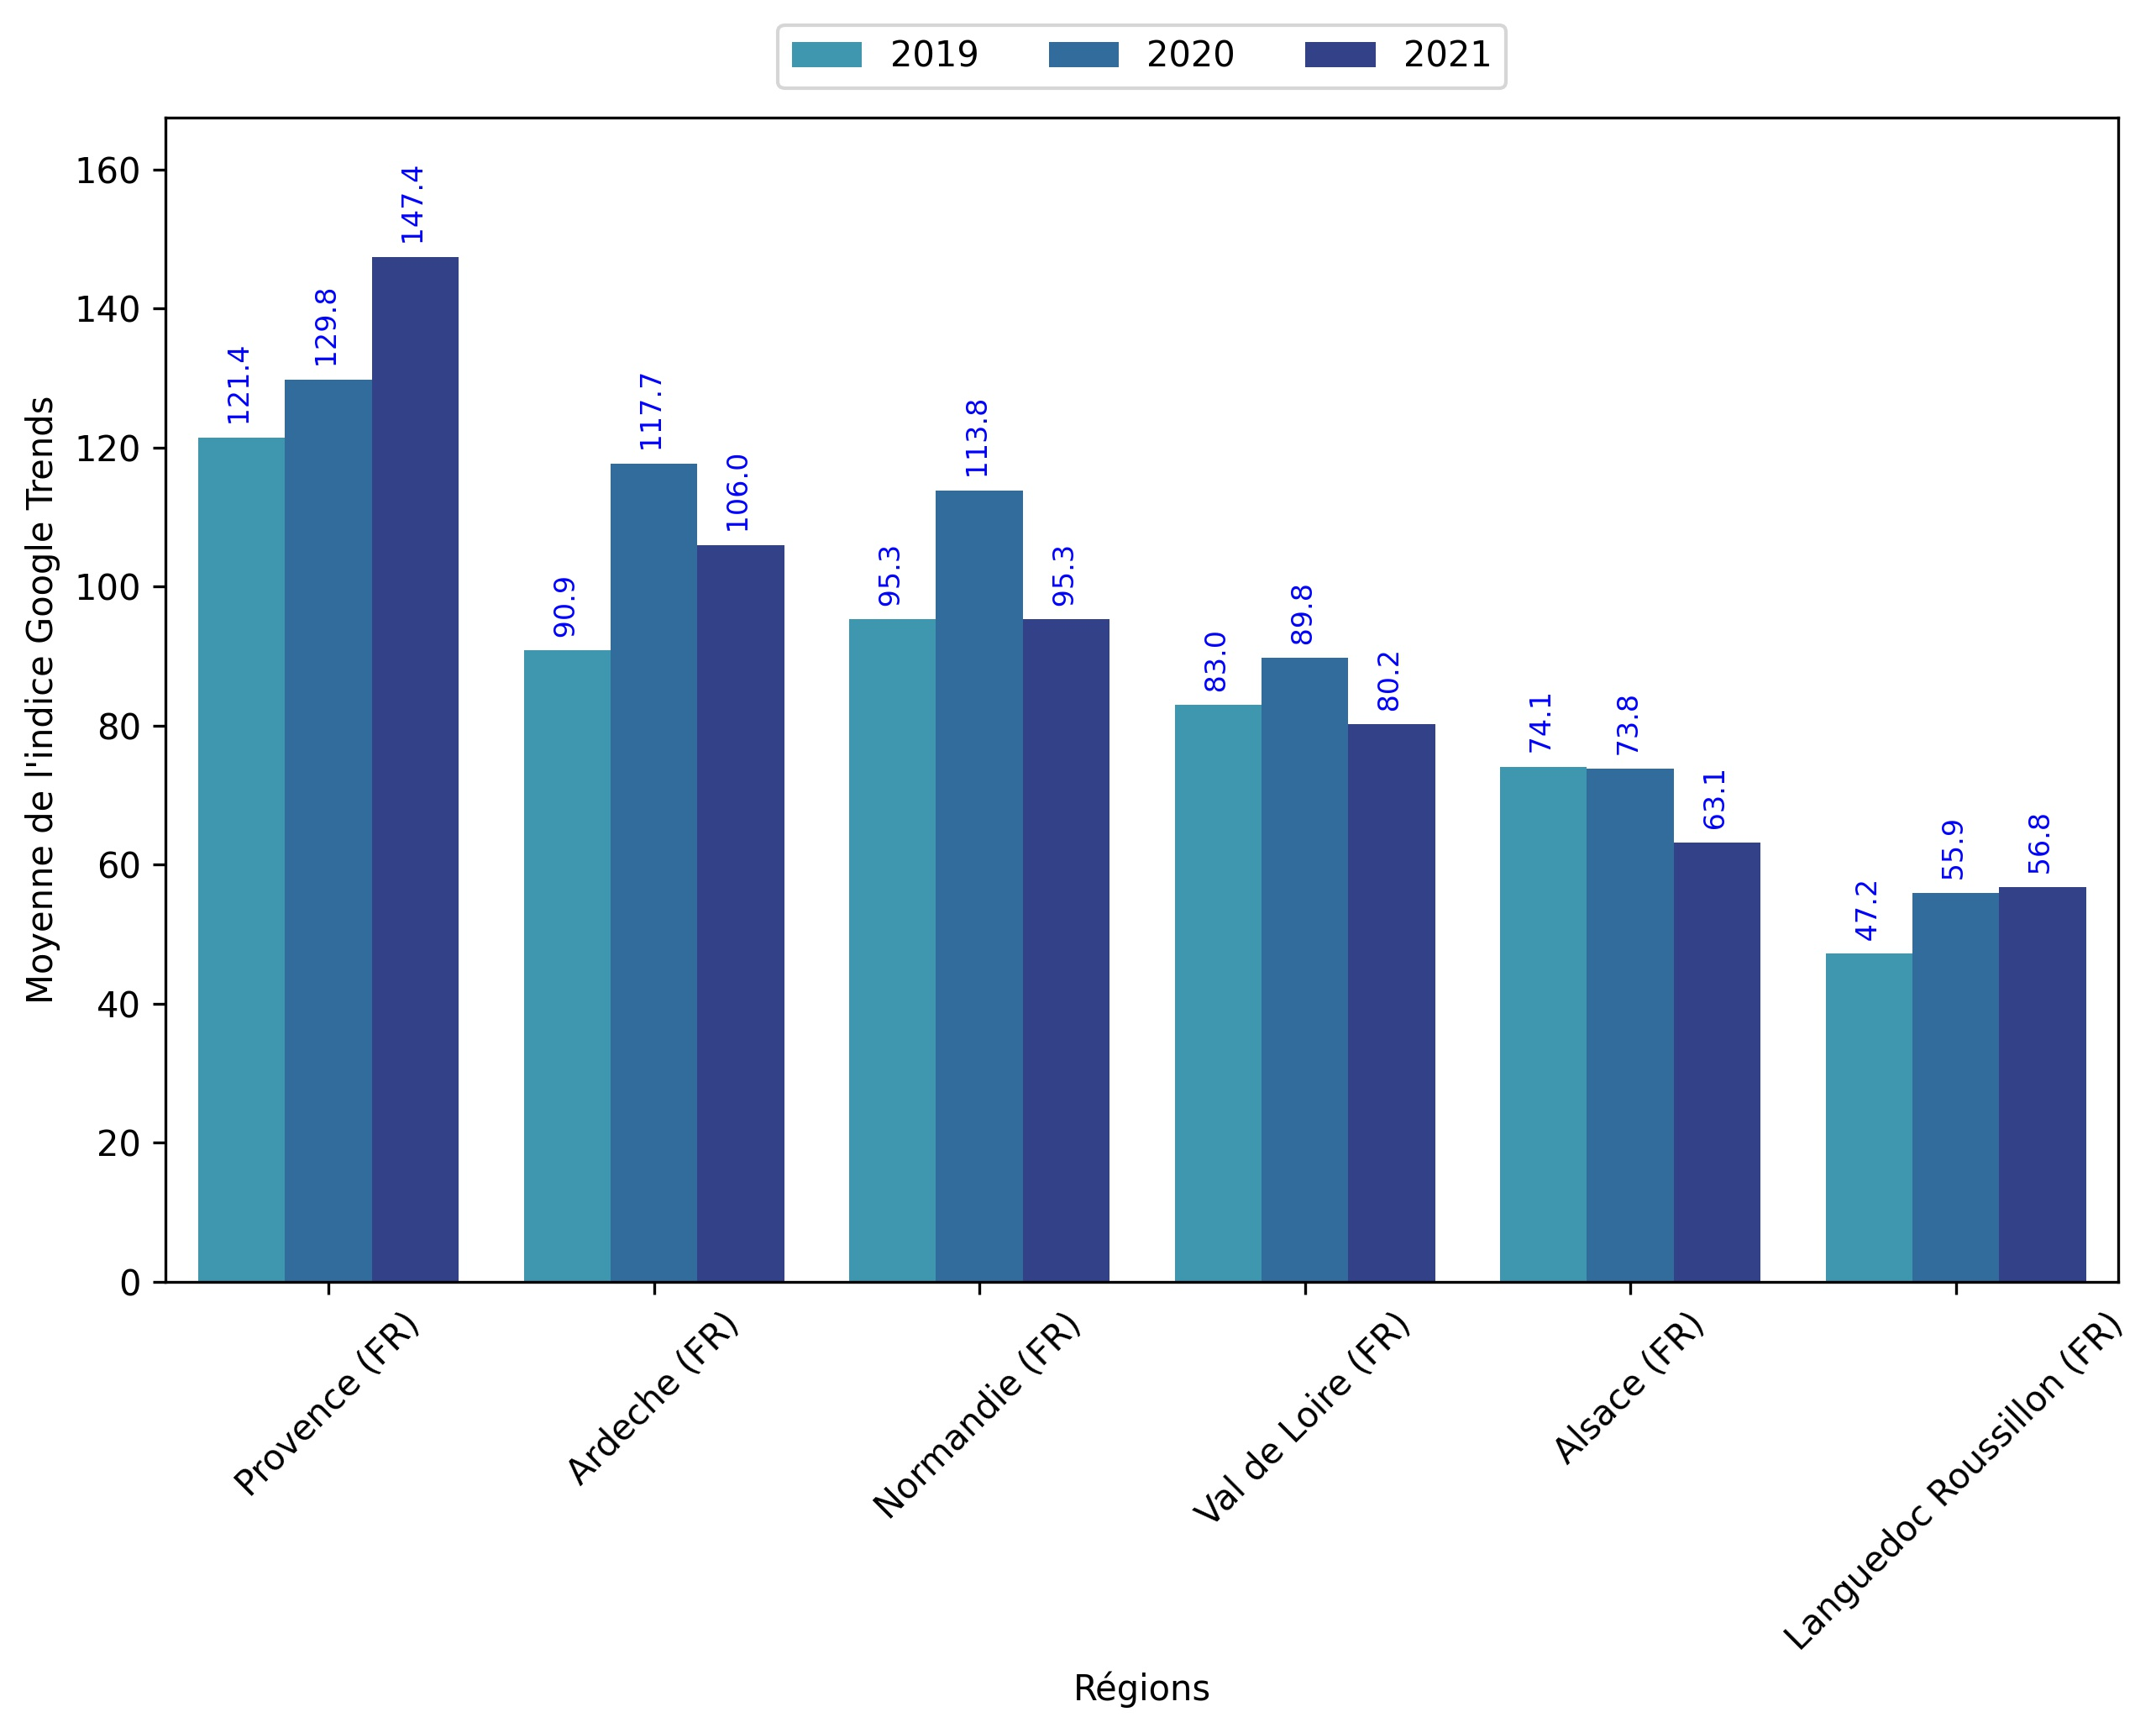 2019 2020 2021
Moyenne de l'indice Google Trends
160
140
120
100
80
60
40
20
0
121.4 129.8 147.4
90.9 117.7 106.0
95.3 113.8 95.3
83.0 89.8 80.2
74.1 73.8 63.1
47.2 55.9 56.8
Provence (FR)
Ardeche (FR)
Normandie (FR)
Val de Loire (FR)
Alsace (FR)
Languedoc Roussillon (FR)
Régions